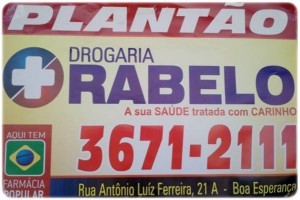 PLANTÃO
DROGARIA
RABELO
A sua SAÚDE tratada com CARINHO
AQUI TEM
FARMÁCIA
POPULAR
3671-2111
Rua Antônio Luíz Ferreira, 21 A - Boa Esperança